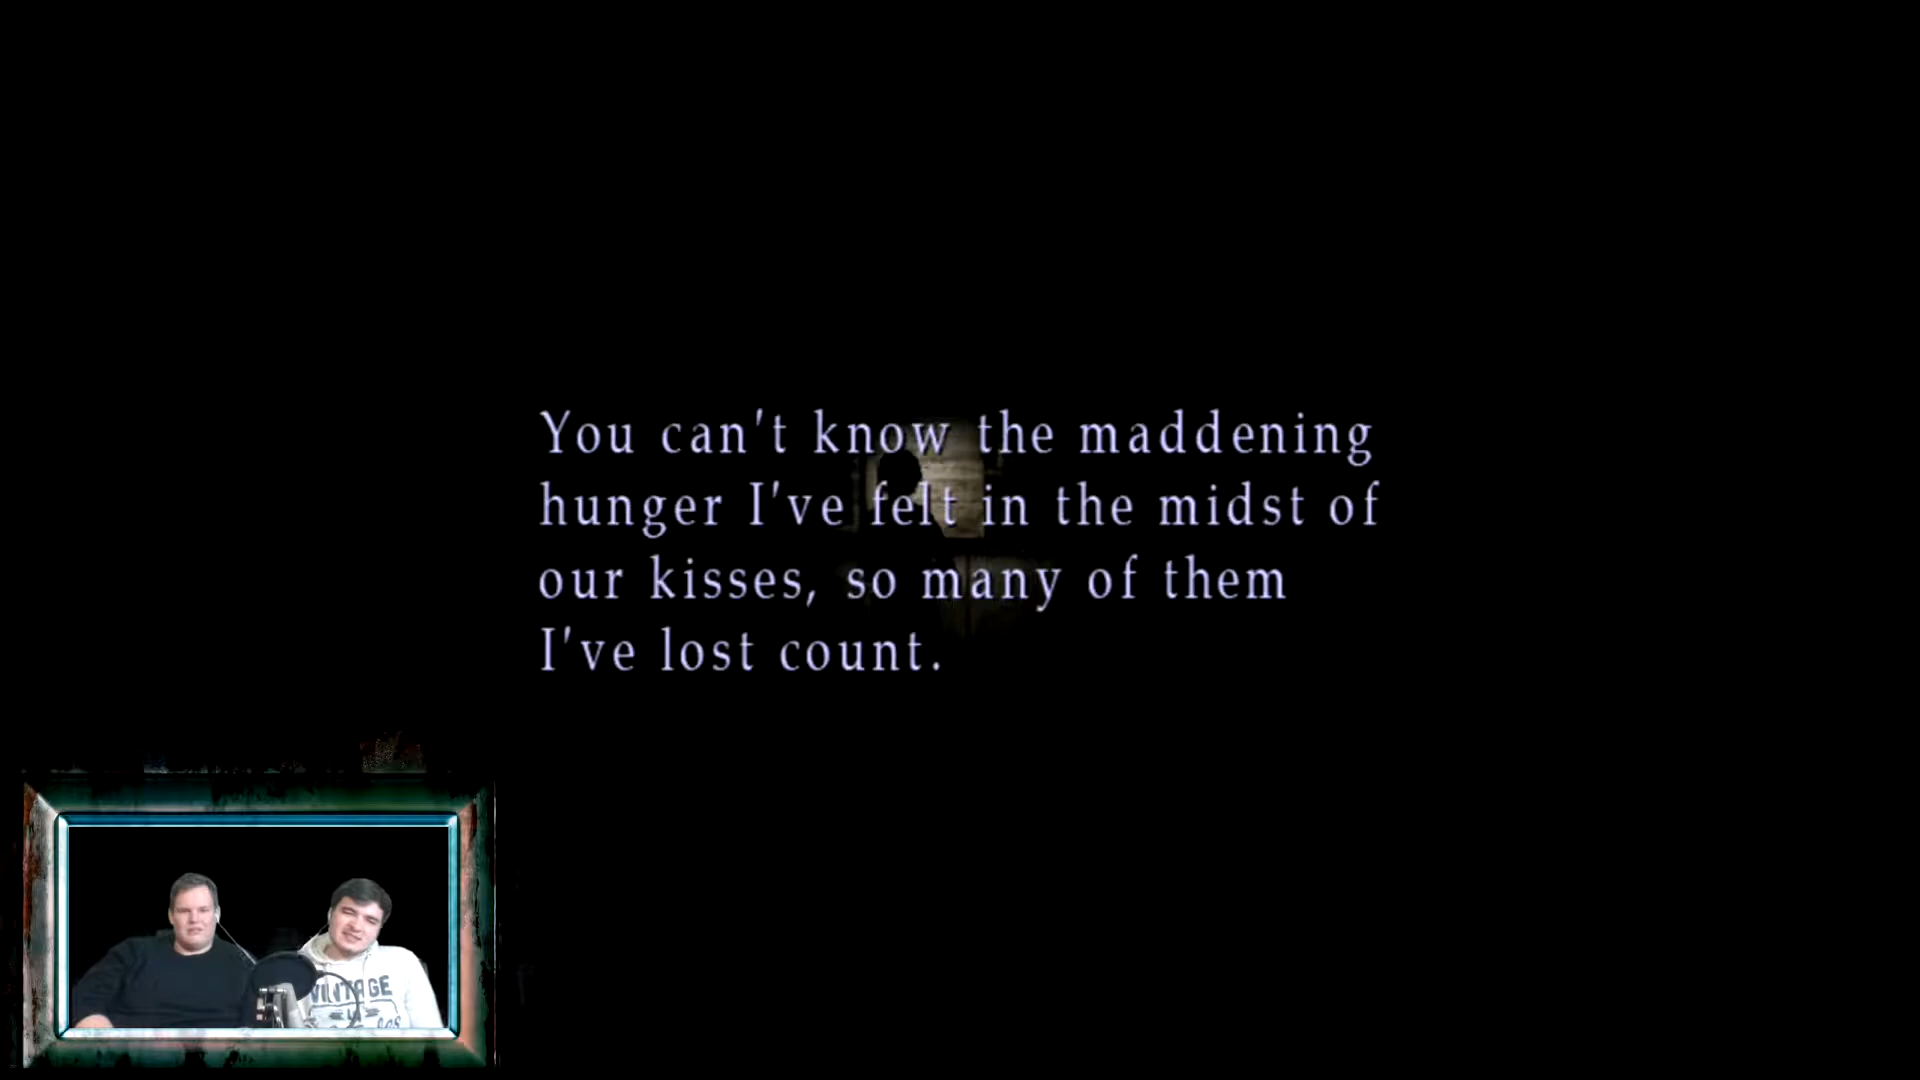 You can't know the maddening
hunger I've felt in the midst of
our kisses, so many of them
I've lost count.
VINTAGE